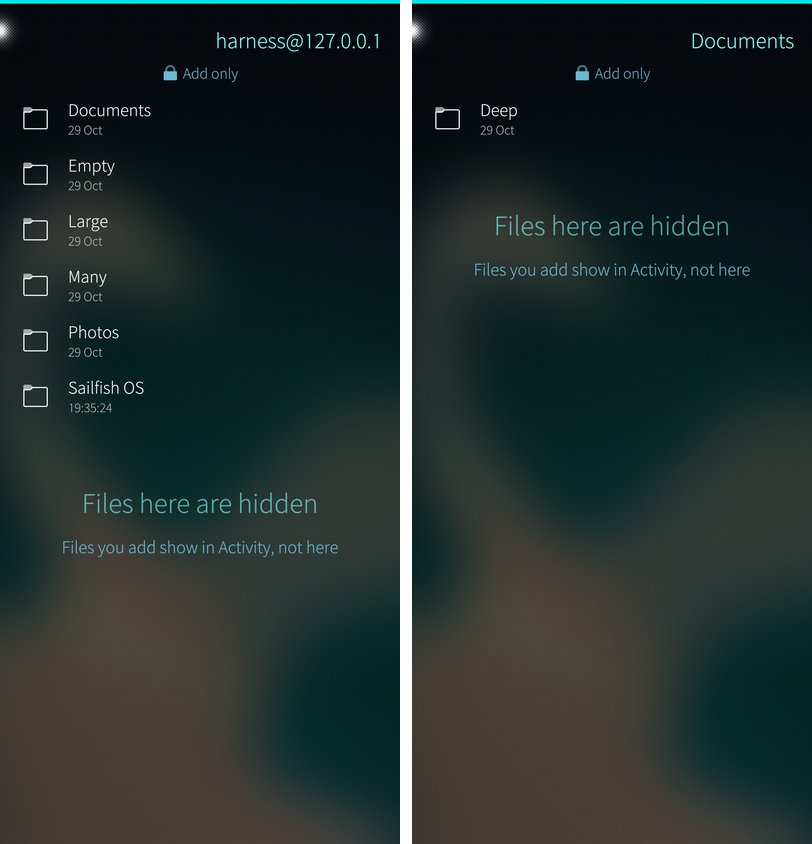 harness@127.0.0.1
Add only
Documents
29 Oct
Empty
29 Oct
Large
29 Oct
Many
29 Oct
Photos
29 Oct
Sailfish OS
19:35:24
Files here are hidden
Files you add show in Activity, not here
Documents
Add only
Deep
29 Oct
Files here are hidden
Files you add show in Activity, not here